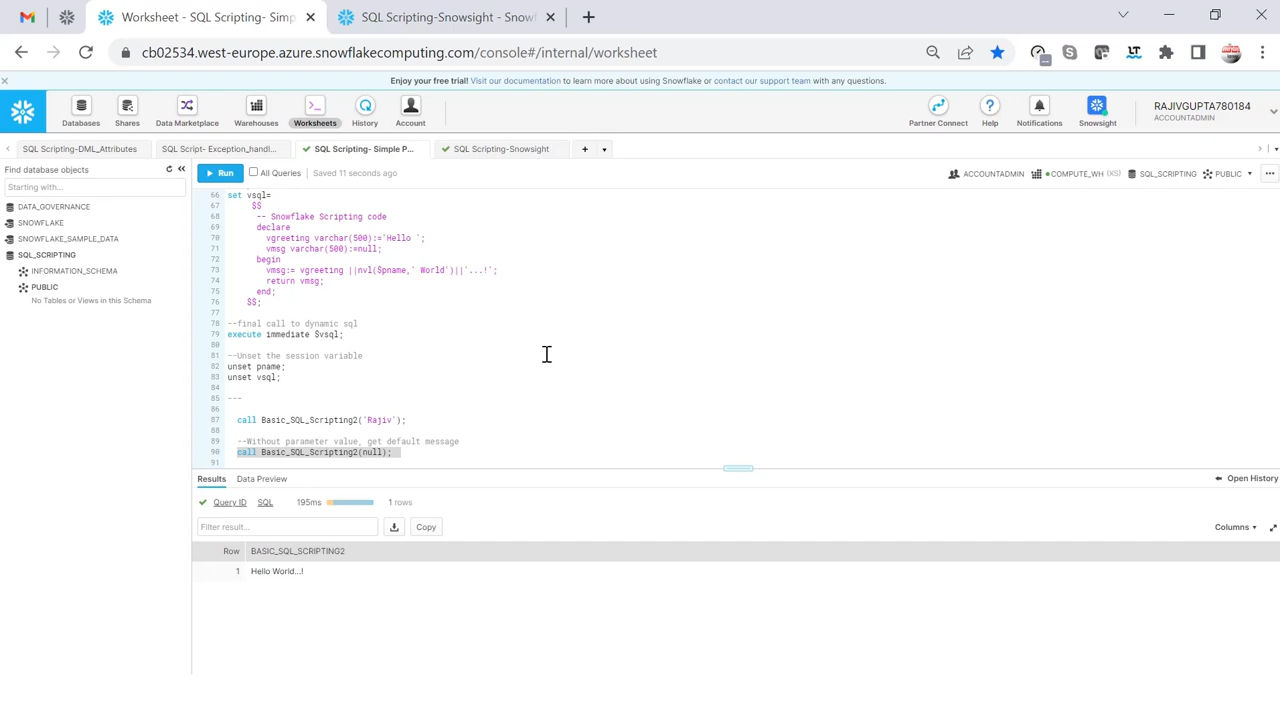 Worksheet - SQL Scripting- Simp
SQL Scripting-Snowsight - Snowf
cb02534.west-europe.azure.snowflakecomputing.com/console#/internal/worksheet
Enjoy your free trial! Visit our documentation to learn more about using Snowflake or contact our support team with any questions.
Databases
Shares
Data Marketplace
Warehouses
Worksheets
History
Account
Partner Connect
Help
Notifications
Snowsight
RAJIVGUPTA780184
ACCOUNTADMIN
SQL Scripting-DML_Attributes
SQL Script- Exception_handl...
SQL Scripting- Simple P...
SQL Scripting-Snowsight
Find database objects
Starting with...
DATA_GOVERNANCE
SNOWFLAKE
SNOWFLAKE_SAMPLE_DATA
SQL_SCRIPTING
INFORMATION_SCHEMA
PUBLIC
No Tables or Views in this Schema
Run
All Queries
Saved 11 seconds ago
ACCOUNTADMIN
COMPUTE_WH (XS)
SQL_SCRIPTING
PUBLIC
66 set vsql=
67 $$
68 -- Snowflake Scripting code
69 declare
70 vgreeting varchar(500):='Hello ';
71 vmsg varchar(500):=null;
72 begin
73 vmsg:= vgreeting ||nvl($pname,' World')||'...!';
74 return vmsg;
75 end;
76 $$;
77
78 --final call to dynamic sql
79 execute immediate $vsql;
80
81 --Unset the session variable
82 unset pname;
83 unset vsql;
84
85 ---
86
87 call Basic_SQL_Scripting2('Rajiv');
88
89 --Without parameter value, get default message
90 call Basic_SQL_Scripting2(null);
91
Results
Data Preview
Open History
Query ID
SQL
195ms
1 rows
Filter result...
Copy
Columns
Row BASIC_SQL_SCRIPTING2
1 Hello World...!